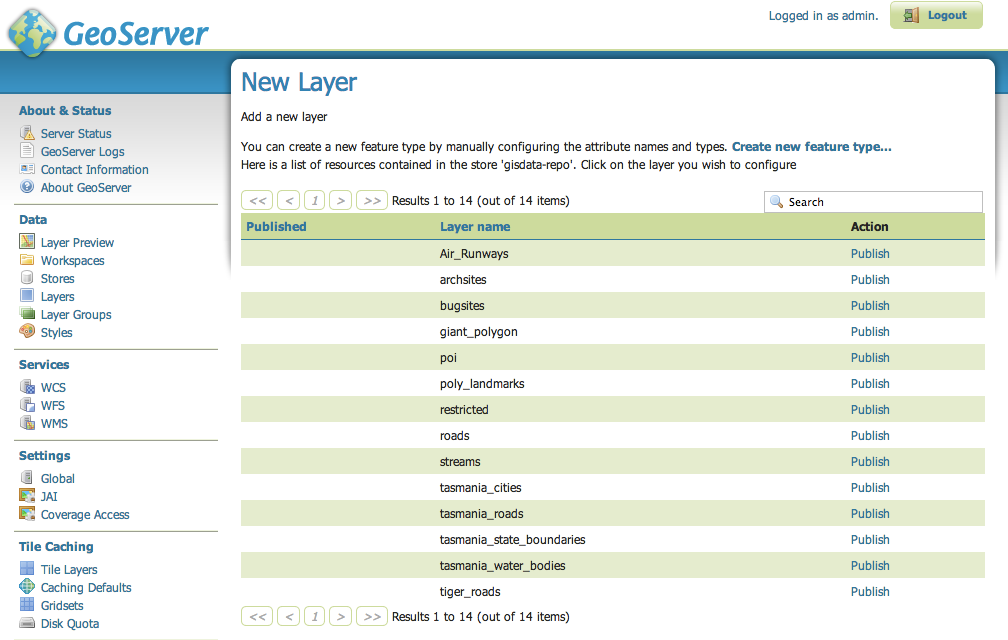 GeoServer
Logged in as admin.
Logout
About & Status
Server Status
GeoServer Logs
Contact Information
About GeoServer
Data
Layer Preview
Workspaces
Stores
Layers
Layer Groups
Styles
Services
WCS
WFS
WMS
Settings
Global
JAI
Coverage Access
Tile Caching
Tile Layers
Caching Defaults
Gridsets
Disk Quota
New Layer
Add a new layer
You can create a new feature type by manually configuring the attribute names and types. Create new feature type...
Here is a list of resources contained in the store 'gisdata-repo'. Click on the layer you wish to configure
<< < 1 > >> Results 1 to 14 (out of 14 items) Search
Published Layer name Action
Air_Runways Publish
archsites Publish
bugsites Publish
giant_polygon Publish
poi Publish
poly_landmarks Publish
restricted Publish
roads Publish
streams Publish
tasmania_cities Publish
tasmania_roads Publish
tasmania_state_boundaries Publish
tasmania_water_bodies Publish
tiger_roads Publish
<< < 1 > >> Results 1 to 14 (out of 14 items)